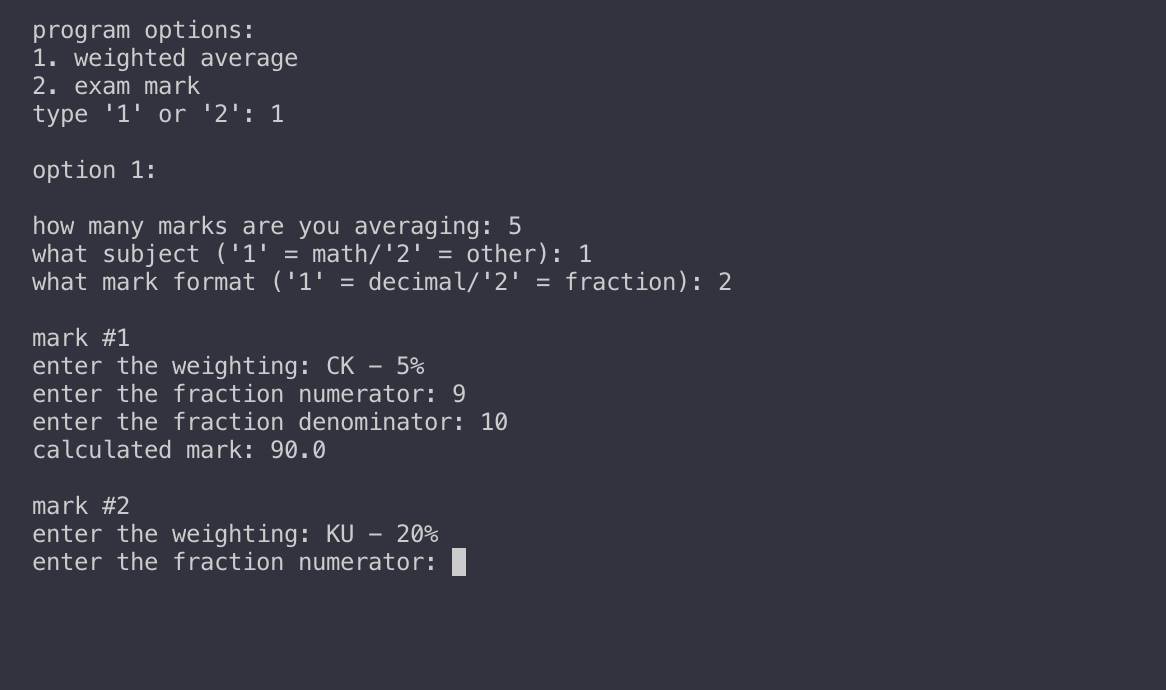 program options:
1. weighted average
2. exam mark
type '1' or '2': 1
option 1:
how many marks are you averaging: 5
what subject ('1' = math/'2' = other): 1
what mark format ('1' = decimal/'2' = fraction): 2
mark #1
enter the weighting: CK – 5%
enter the fraction numerator: 9
enter the fraction denominator: 10
calculated mark: 90.0
mark #2
enter the weighting: KU – 20%
enter the fraction numerator: